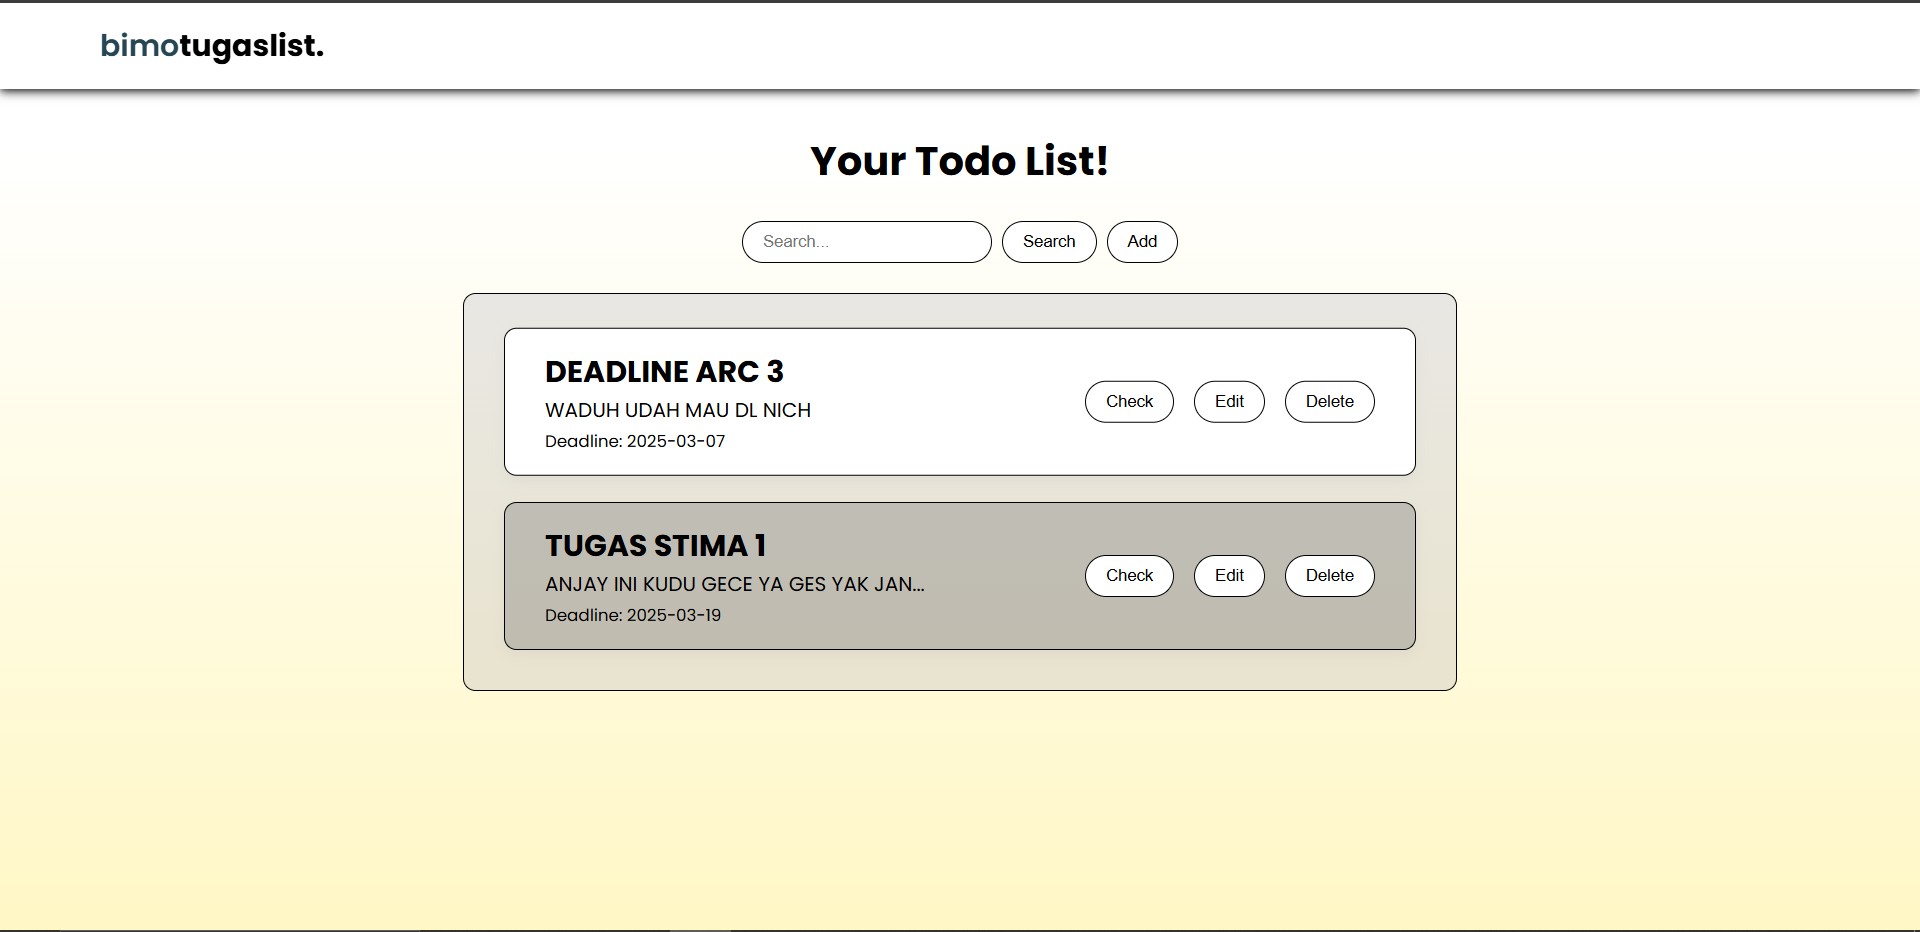 bimotugaslist.
Your Todo List!
Search... Search Add
DEADLINE ARC 3
WADUH UDAH MAU DL NICH
Deadline: 2025-03-07
Check Edit Delete
TUGAS STIMA 1
ANJAY INI KUDU GECE YA GES YAK JAN...
Deadline: 2025-03-19
Check Edit Delete